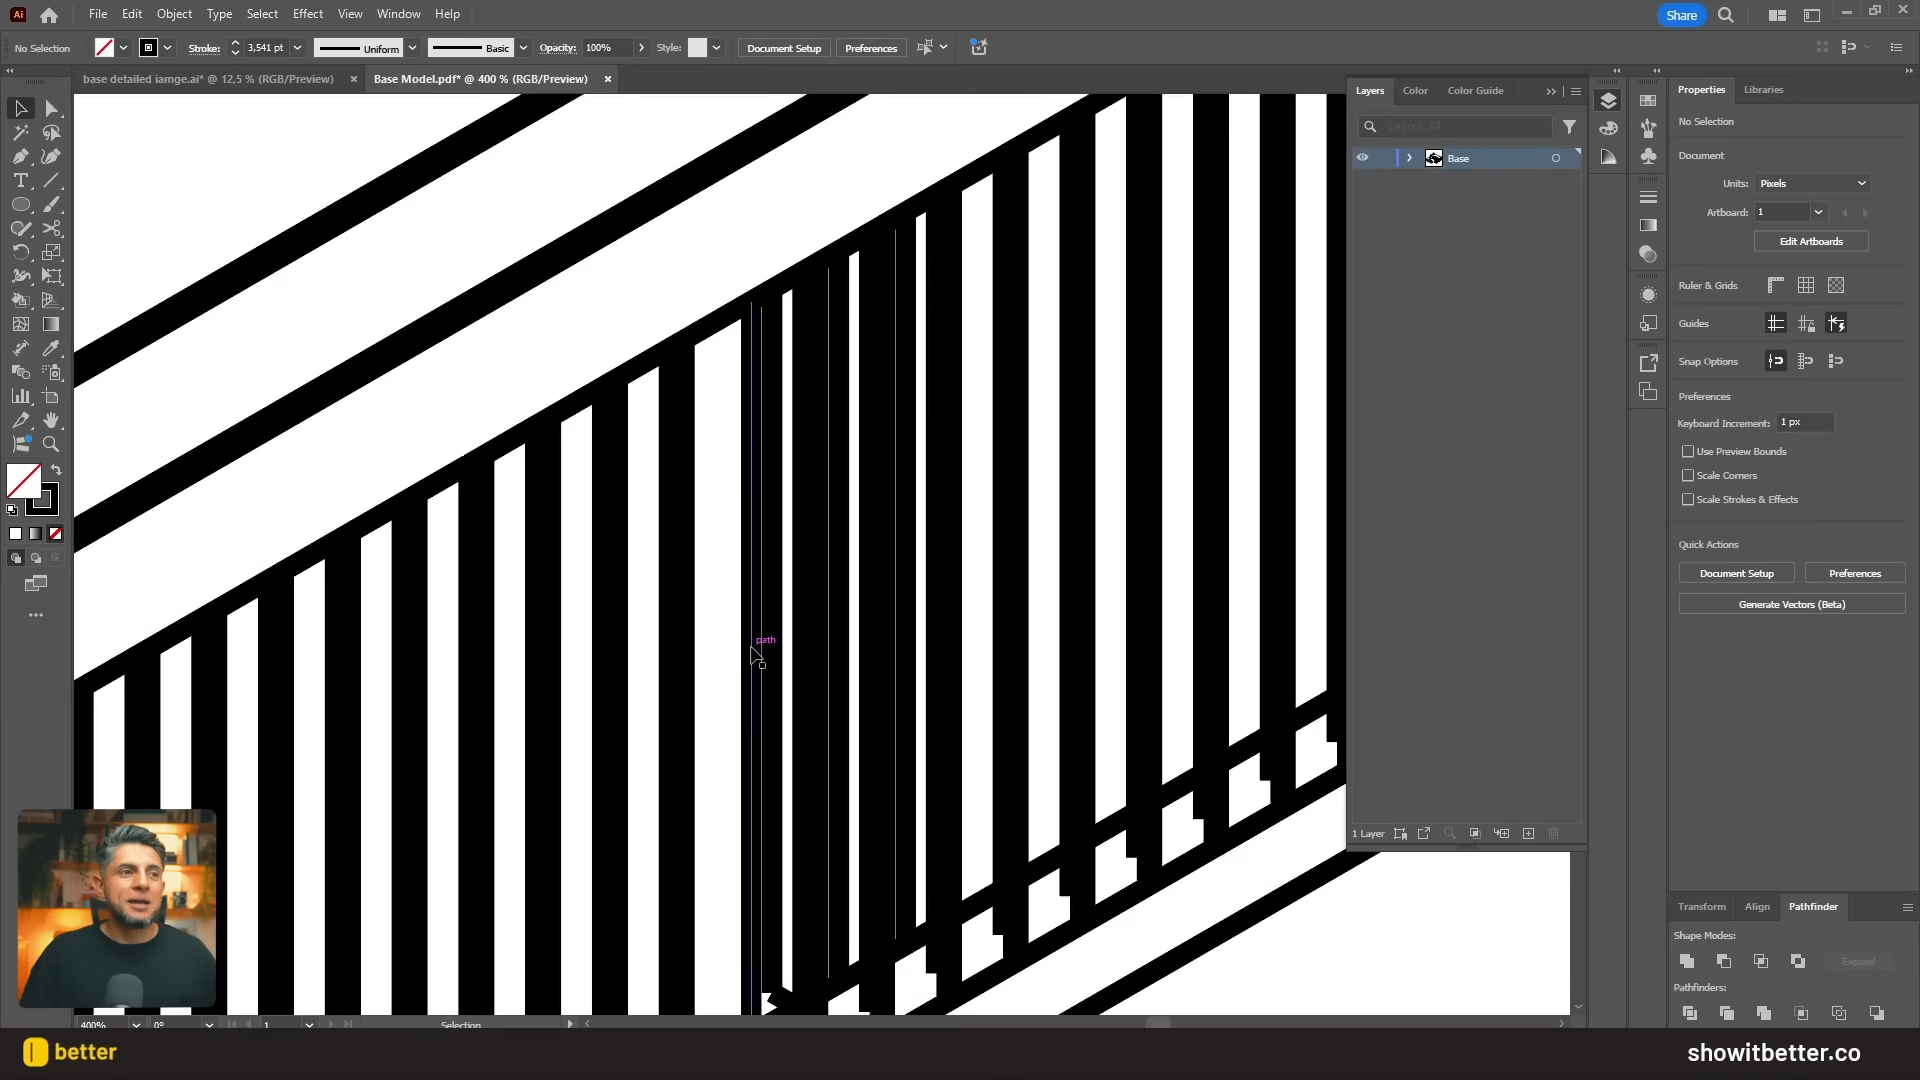 Ai File Edit Object Type Select Effect View Window Help Share
No Selection Stroke: 3,541 pt Uniform Basic Opacity: 100% Style: Document Setup Preferences
base detailed iamge.ai* @ 12,5 % (RGB/Preview) Base Model.pdf* @ 400 % (RGB/Preview)
Layers Color Color Guide
Search All
Base
1 Layer
Properties Libraries
No Selection
Document
Units: Pixels
Artboard: 1
Edit Artboards
Ruler & Grids
Guides
Snap Options
Preferences
Keyboard Increment: 1 px
Use Preview Bounds
Scale Corners
Scale Strokes & Effects
Quick Actions
Document Setup Preferences
Generate Vectors (Beta)
Transform Align Pathfinder
Shape Modes:
Expand
Pathfinders:
path
400% 0° 1 Selection
better
showitbetter.co